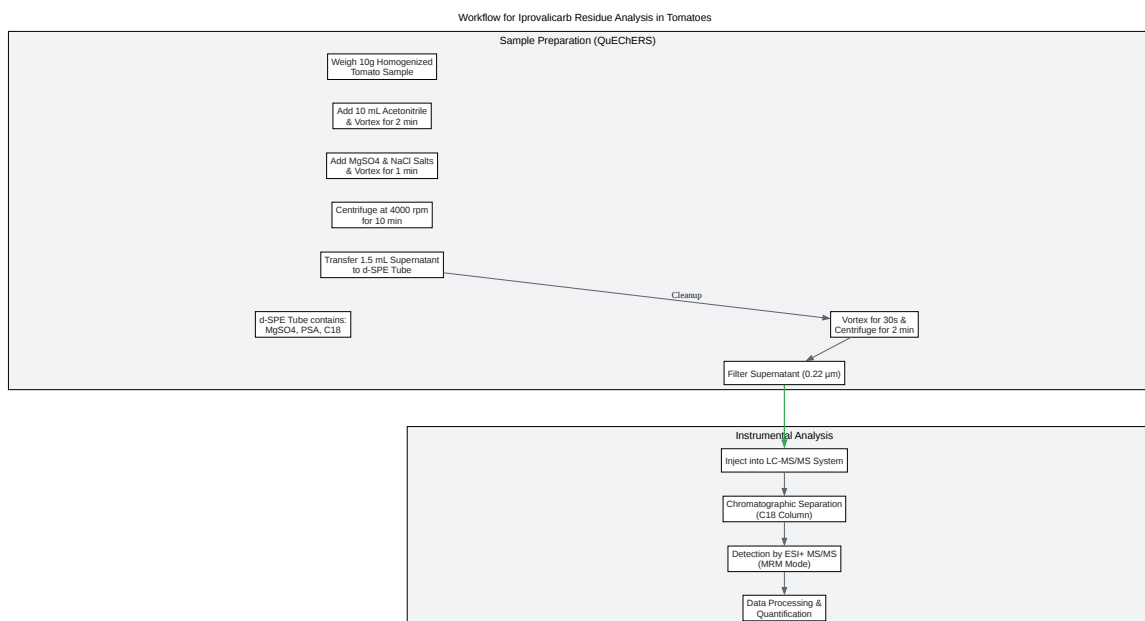 Workflow for Iprovalicarb Residue Analysis in Tomatoes
Sample Preparation (QuEChERS)
Weigh 10g Homogenized
Tomato Sample
Add 10 mL Acetonitrile
& Vortex for 2 min
Add MgSO4 & NaCl Salts
& Vortex for 1 min
Centrifuge at 4000 rpm
for 10 min
Transfer 1.5 mL Supernatant
to d-SPE Tube
Cleanup
d-SPE Tube contains:
MgSO4, PSA, C18
Vortex for 30s &
Centrifuge for 2 min
Filter Supernatant (0.22 µm)
Instrumental Analysis
Inject into LC-MS/MS System
Chromatographic Separation
(C18 Column)
Detection by ESI+ MS/MS
(MRM Mode)
Data Processing &
Quantification